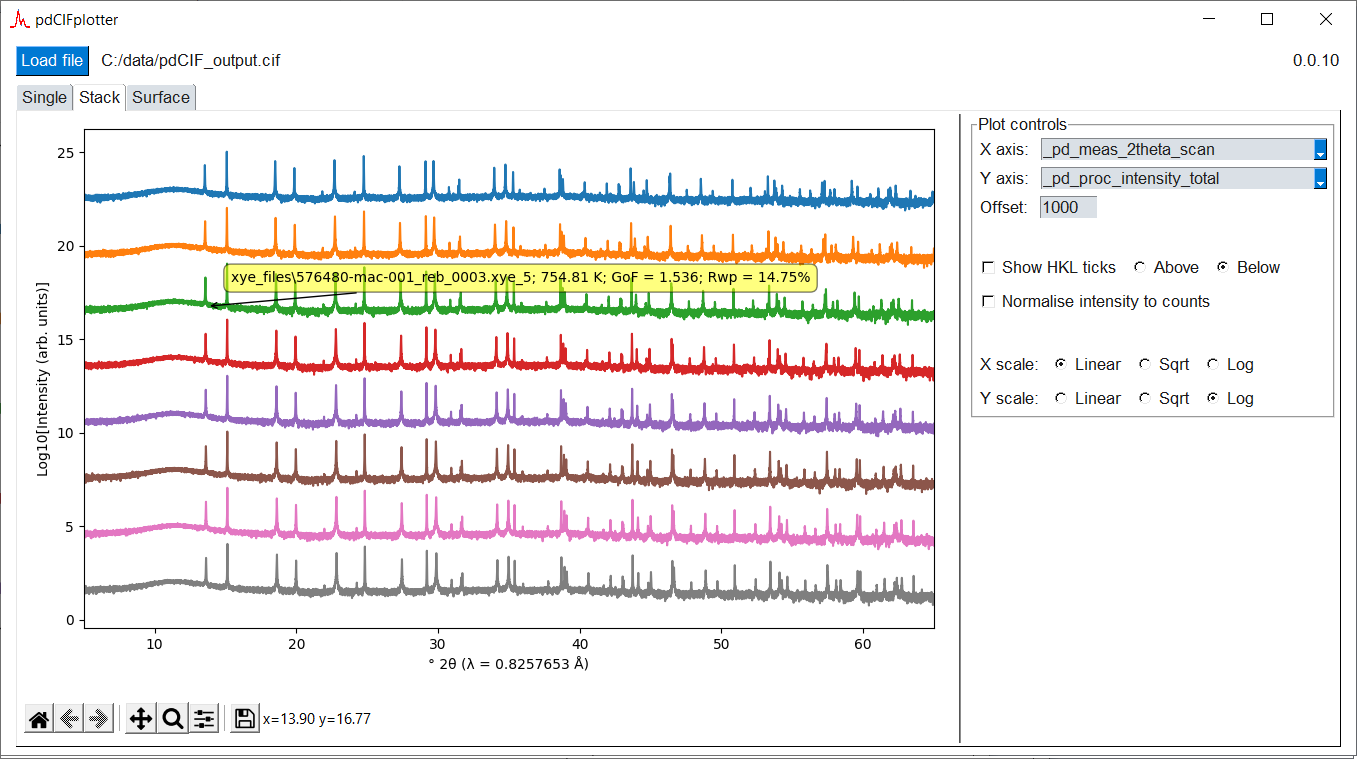 pdCIFplotter
Load file C:/data/pdCIF_output.cif 0.0.10
Single Stack Surface
Plot controls
X axis: _pd_meas_2theta_scan
Y axis: _pd_proc_intensity_total
Offset: 1000
Show HKL ticks Above Below
Normalise intensity to counts
X scale: Linear Sqrt Log
Y scale: Linear Sqrt Log
Log10[Intensity (arb. units)]
25
20
15
10
5
0
xye_files\576480-mac-001_reb_0003.xye_5; 754.81 K; GoF = 1.536; Rwp = 14.75%
10 20 30 40 50 60
° 2θ (λ = 0.8257653 Å)
x=13.90 y=16.77